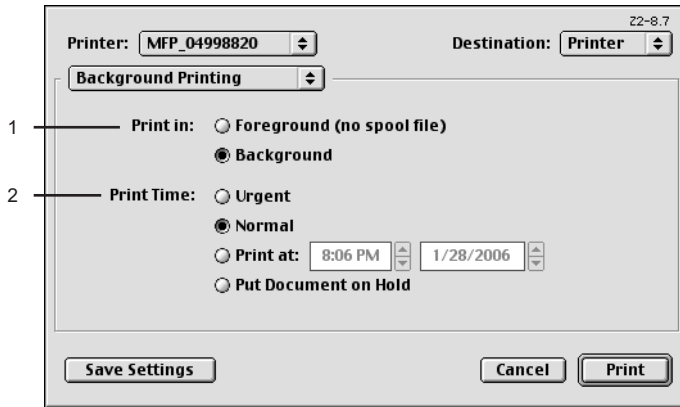 Z2-8.7
Printer: MFP_04998820 Destination: Printer
Background Printing
1 Print in: Foreground (no spool file)
Background
2 Print Time: Urgent
Normal
Print at: 8:06 PM 1/28/2006
Put Document on Hold
Save Settings Cancel Print